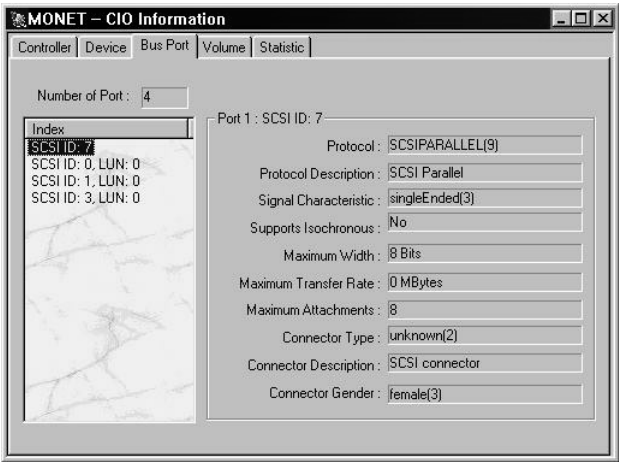 MONET – CIO Information
Controller Device Bus Port Volume Statistic
Number of Port : 4
Index
SCSI ID: 7
SCSI ID: 0, LUN: 0
SCSI ID: 1, LUN: 0
SCSI ID: 3, LUN: 0
Port 1 : SCSI ID: 7
Protocol : SCSIPARALLEL(9)
Protocol Description : SCSI Parallel
Signal Characteristic : singleEnded(3)
Supports Isochronous : No
Maximum Width : 8 Bits
Maximum Transfer Rate : 0 MBytes
Maximum Attachments : 8
Connector Type : unknown(2)
Connector Description : SCSI connector
Connector Gender : female(3)